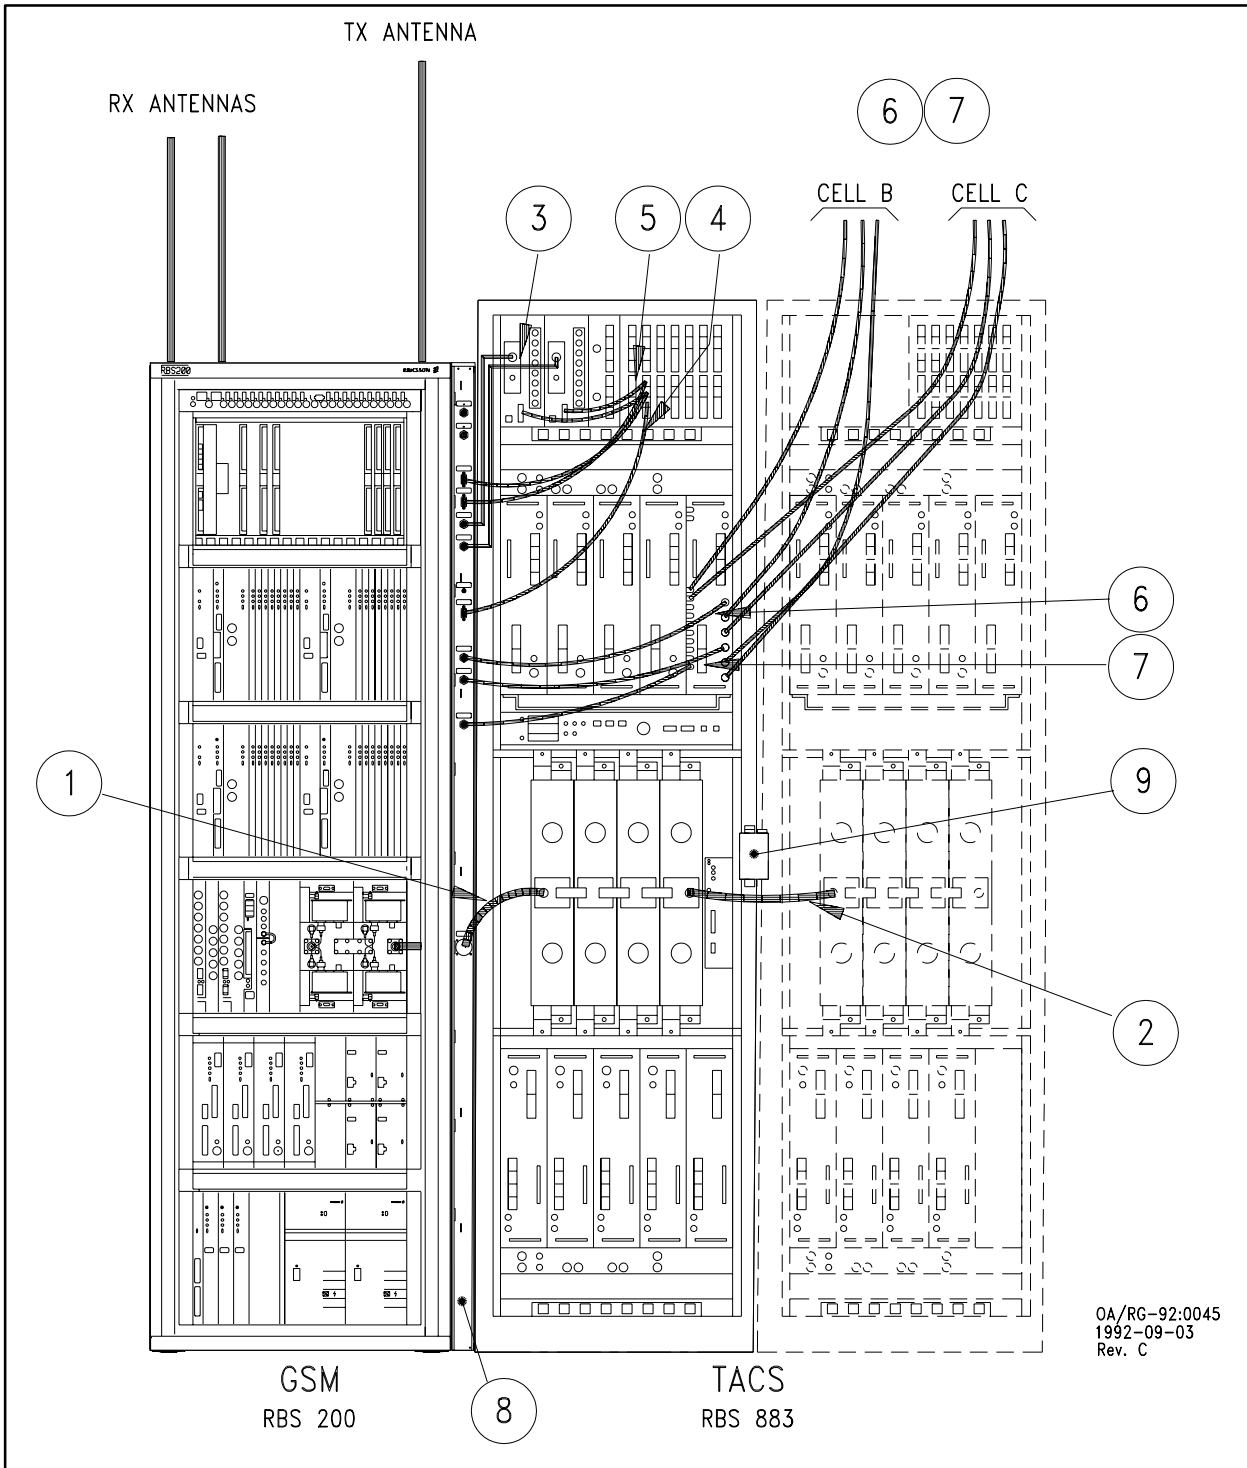 TX ANTENNA
RX ANTENNAS
6 7
CELL B CELL C
3 5 4
RBS200 ERICSSON
6
7
1
9
2
OA/RG-92:0045
1992-09-03
Rev. C
GSM
RBS 200
8
TACS
RBS 883